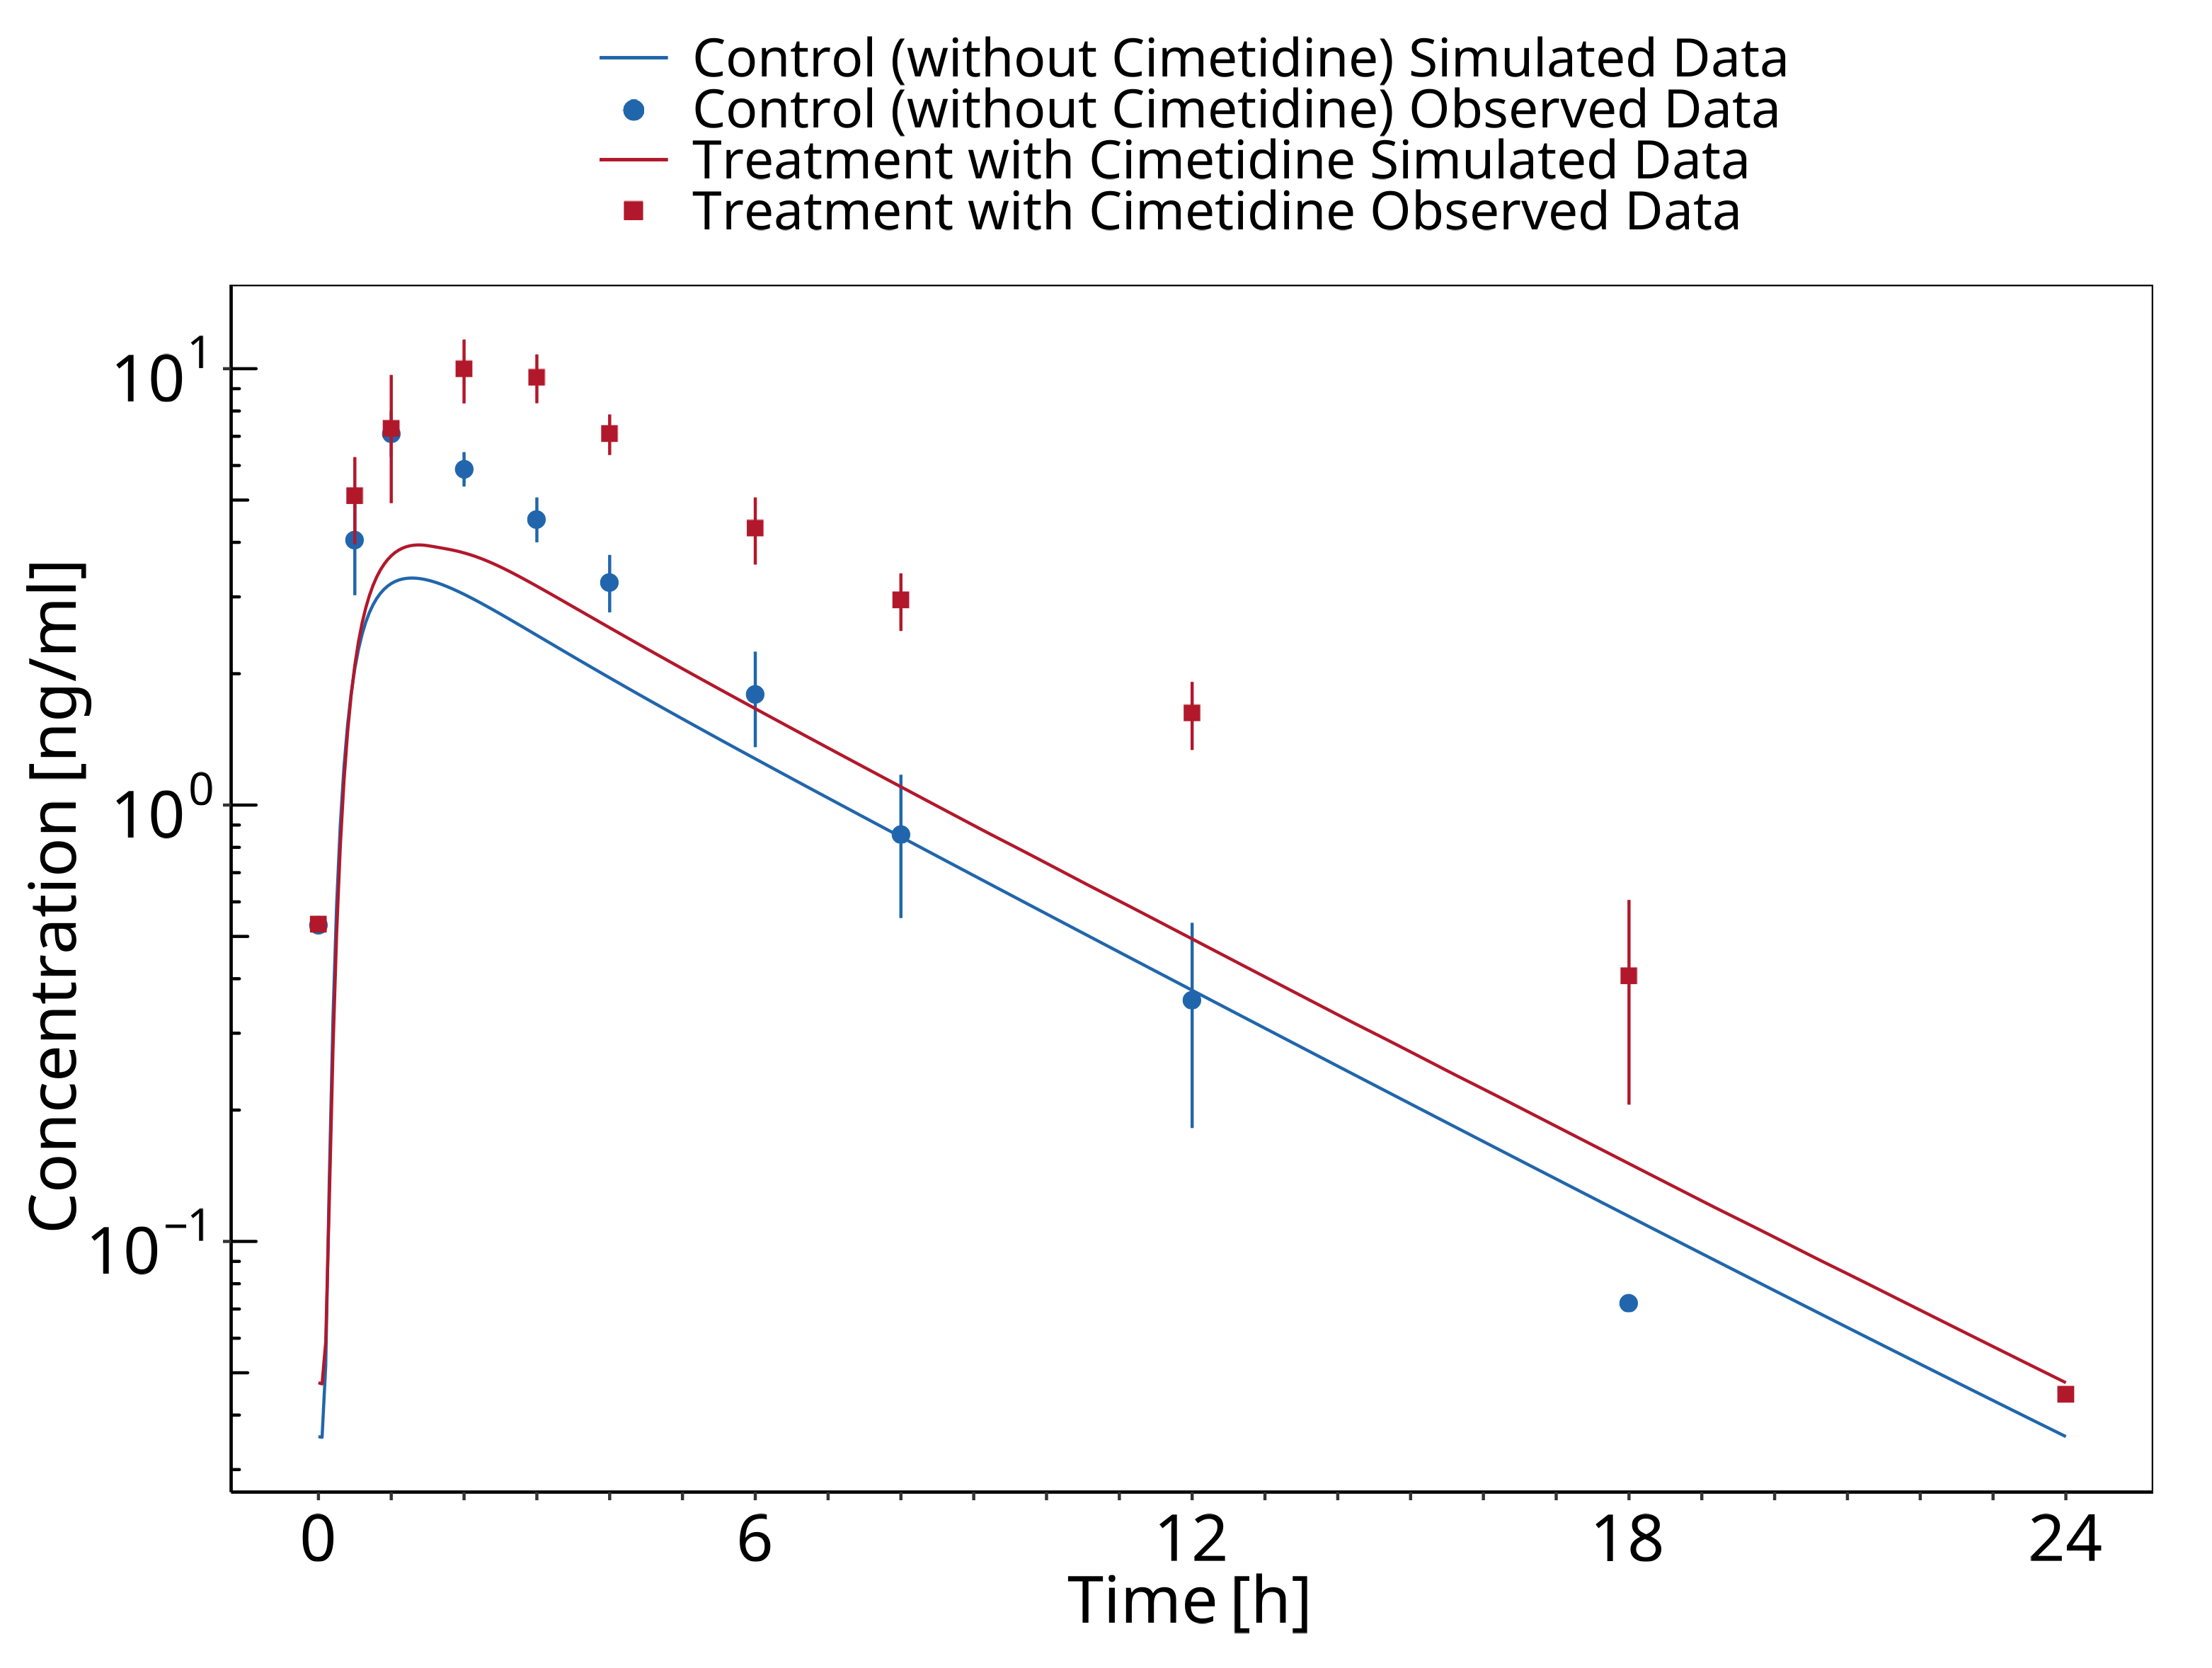 Control (without Cimetidine) Simulated Data
Control (without Cimetidine) Observed Data
Treatment with Cimetidine Simulated Data
Treatment with Cimetidine Observed Data
Concentration [ng/ml]
10^1
10^0
10^−1
0 6 12 18 24
Time [h]